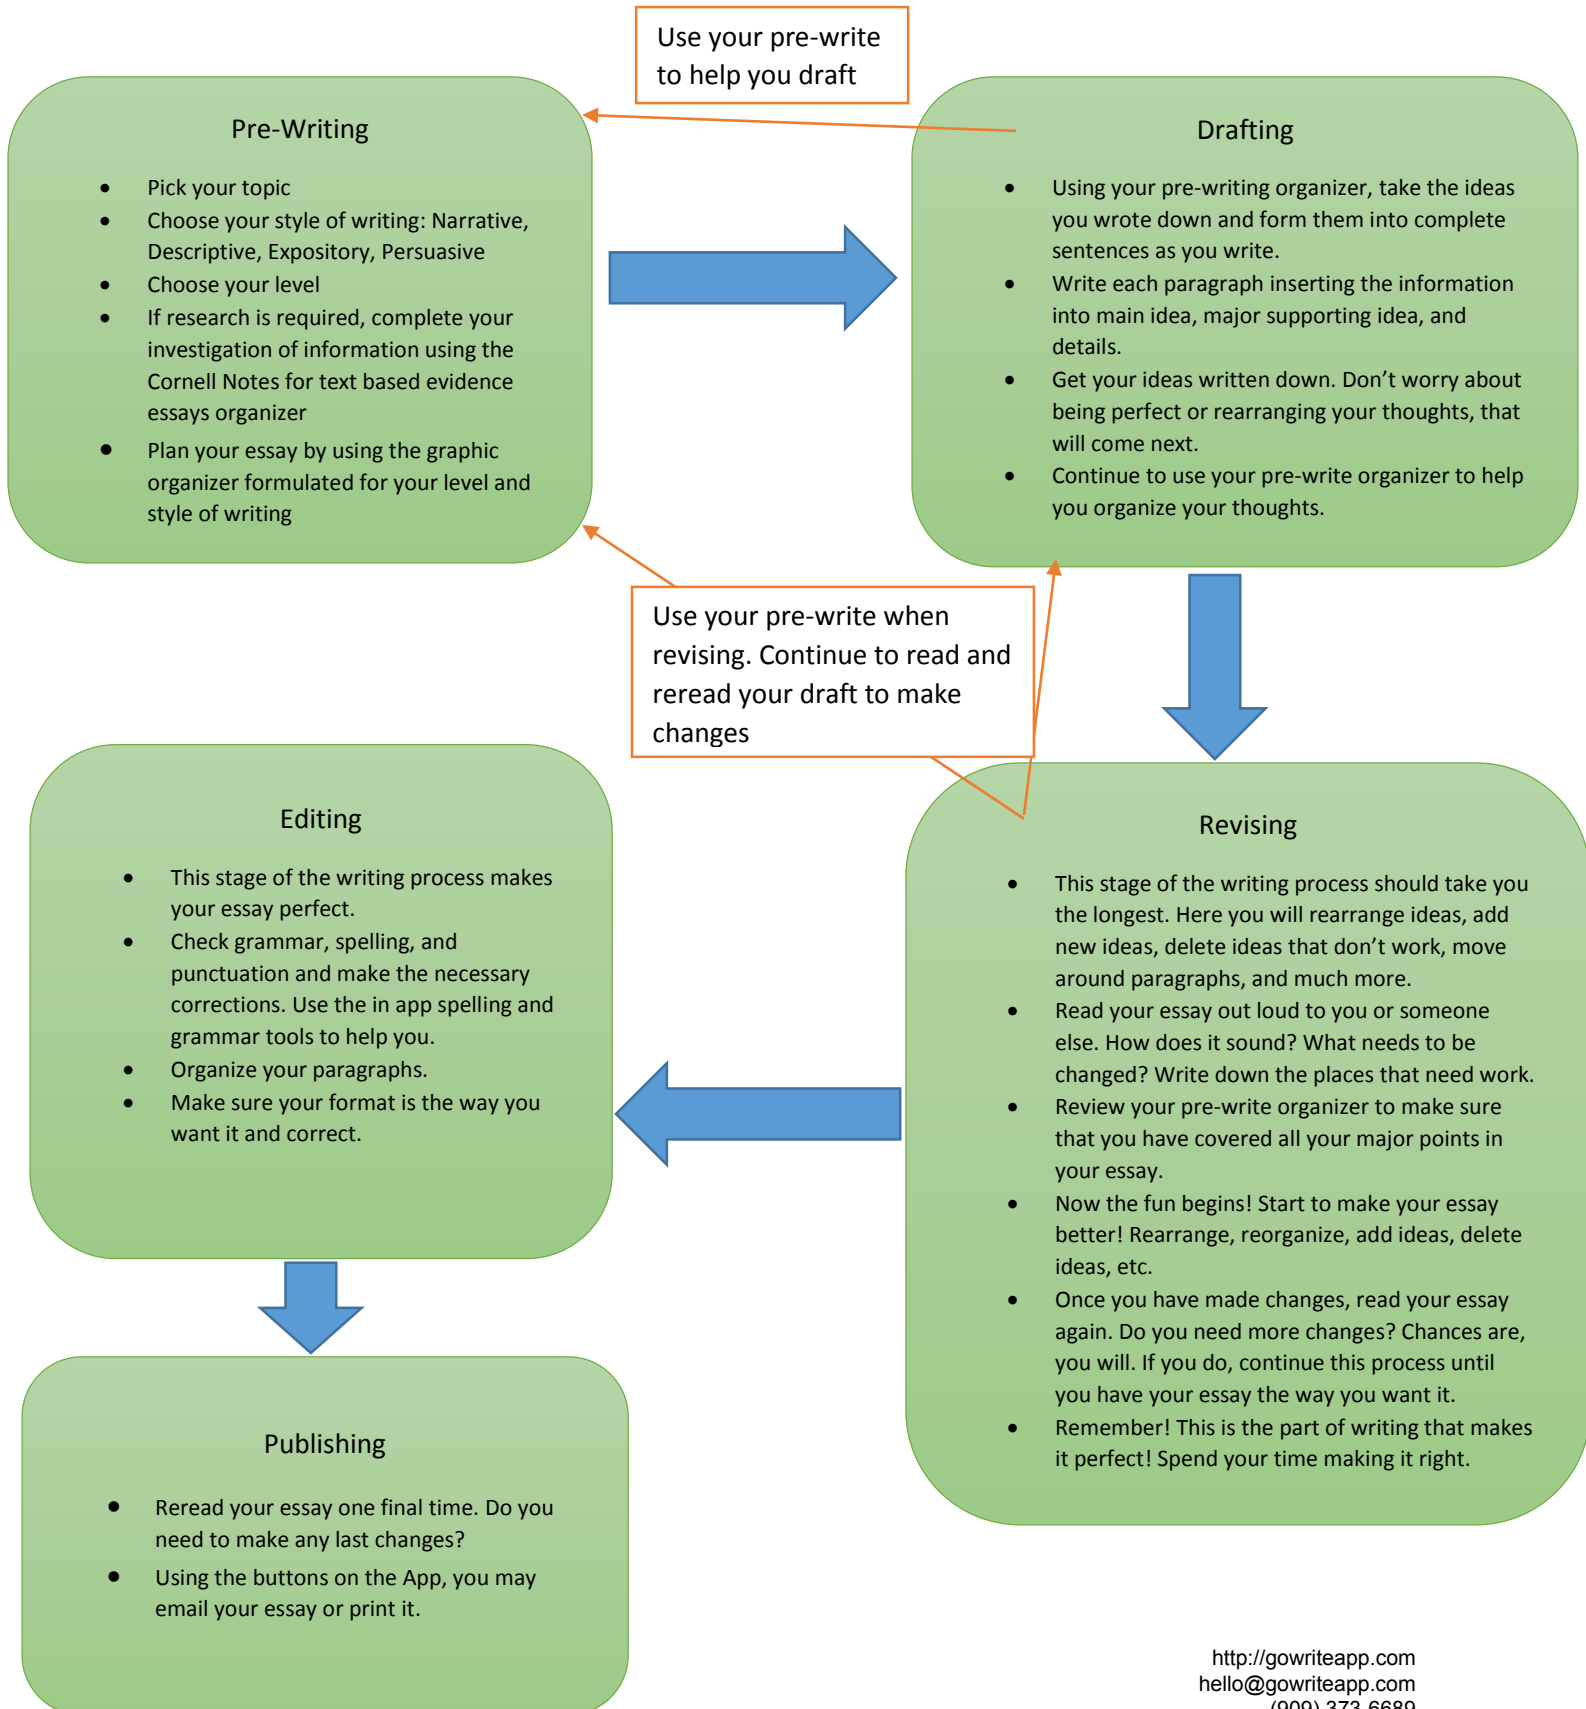 Use your pre-write
to help you draft
Pre-Writing
• Pick your topic
• Choose your style of writing: Narrative,
Descriptive, Expository, Persuasive
• Choose your level
• If research is required, complete your
investigation of information using the
Cornell Notes for text based evidence
essays organizer
• Plan your essay by using the graphic
organizer formulated for your level and
style of writing
Drafting
• Using your pre-writing organizer, take the ideas
you wrote down and form them into complete
sentences as you write.
• Write each paragraph inserting the information
into main idea, major supporting idea, and
details.
• Get your ideas written down. Don’t worry about
being perfect or rearranging your thoughts, that
will come next.
• Continue to use your pre-write organizer to help
you organize your thoughts.
Use your pre-write when
revising. Continue to read and
reread your draft to make
changes
Revising
• This stage of the writing process should take you
the longest. Here you will rearrange ideas, add
new ideas, delete ideas that don’t work, move
around paragraphs, and much more.
• Read your essay out loud to you or someone
else. How does it sound? What needs to be
changed? Write down the places that need work.
• Review your pre-write organizer to make sure
that you have covered all your major points in
your essay.
• Now the fun begins! Start to make your essay
better! Rearrange, reorganize, add ideas, delete
ideas, etc.
• Once you have made changes, read your essay
again. Do you need more changes? Chances are,
you will. If you do, continue this process until
you have your essay the way you want it.
• Remember! This is the part of writing that makes
it perfect! Spend your time making it right.
Editing
• This stage of the writing process makes
your essay perfect.
• Check grammar, spelling, and
punctuation and make the necessary
corrections. Use the in app spelling and
grammar tools to help you.
• Organize your paragraphs.
• Make sure your format is the way you
want it and correct.
Publishing
• Reread your essay one final time. Do you
need to make any last changes?
• Using the buttons on the App, you may
email your essay or print it.
http://gowriteapp.com
hello@gowriteapp.com
(909) 373-6689